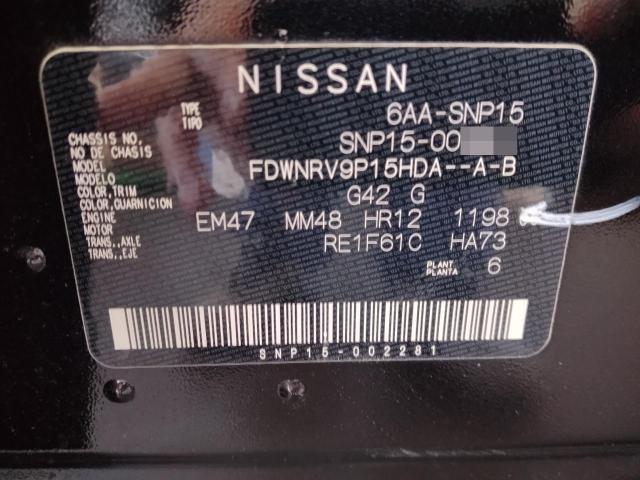 NISSAN
TYPE
TIPO
6AA-SNP15
CHASSIS NO.
NO DE CHASIS
SNP15-00
MODEL
MODELO
FDWNRV9P15HDA--A-B
COLOR,TRIM
COLOR,GUARNICION
G42 G
ENGINE
MOTOR
EM47 MM48 HR12 1198
TRANS.,AXLE
TRANS.,EJE
RE1F61C HA73
PLANT
PLANTA
6
SNP15-002281